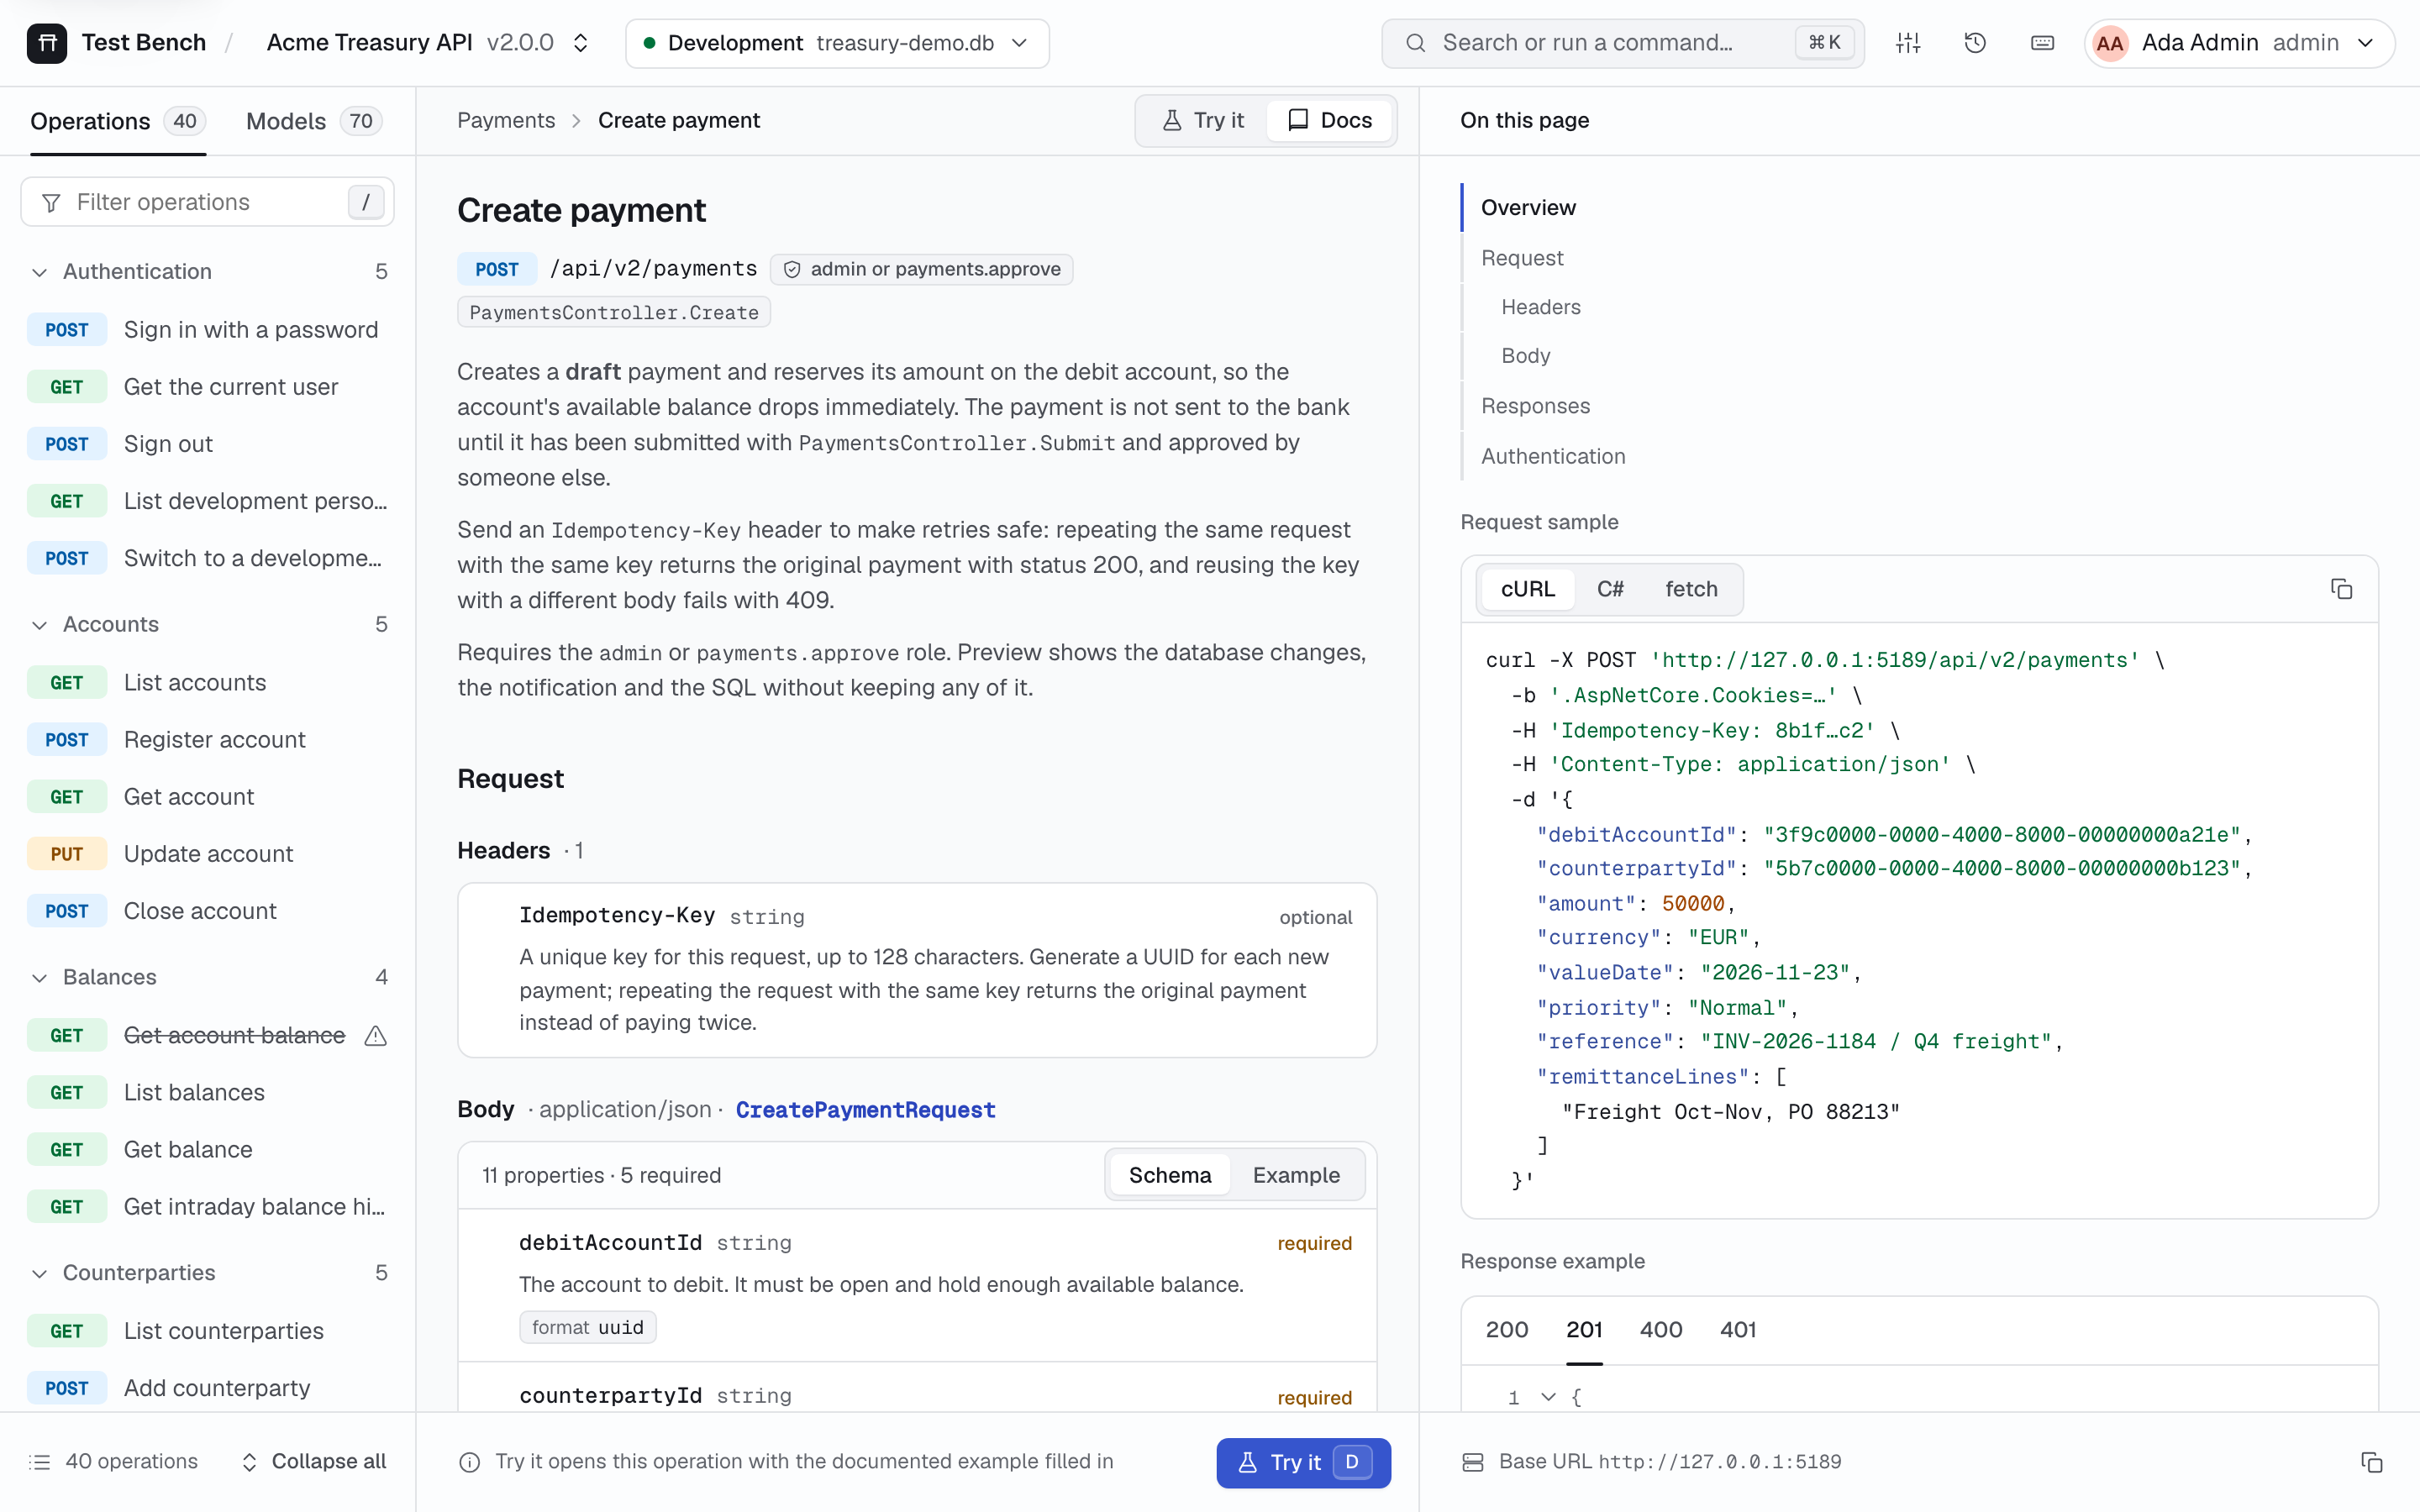 Test Bench / Acme Treasury API v2.0.0
Development treasury-demo.db
Search or run a command... ⌘K
AA Ada Admin admin
Operations 40 Models 70
Filter operations /
Authentication 5
POST Sign in with a password
GET Get the current user
POST Sign out
GET List development perso...
POST Switch to a developme...
Accounts 5
GET List accounts
POST Register account
GET Get account
PUT Update account
POST Close account
Balances 4
GET Get account balance
GET List balances
GET Get balance
GET Get intraday balance hi...
Counterparties 5
GET List counterparties
POST Add counterparty
40 operations Collapse all
Payments > Create payment
Try it Docs
Create payment
POST /api/v2/payments admin or payments.approve
PaymentsController.Create
Creates a draft payment and reserves its amount on the debit account, so the
account's available balance drops immediately. The payment is not sent to the bank
until it has been submitted with PaymentsController.Submit and approved by
someone else.
Send an Idempotency-Key header to make retries safe: repeating the same request
with the same key returns the original payment with status 200, and reusing the key
with a different body fails with 409.
Requires the admin or payments.approve role. Preview shows the database changes,
the notification and the SQL without keeping any of it.
Request
Headers · 1
Idempotency-Key string optional
A unique key for this request, up to 128 characters. Generate a UUID for each new
payment; repeating the request with the same key returns the original payment
instead of paying twice.
Body · application/json · CreatePaymentRequest
11 properties · 5 required
Schema Example
debitAccountId string required
The account to debit. It must be open and hold enough available balance.
format uuid
counterpartyId string required
Try it opens this operation with the documented example filled in
Try it D
On this page
Overview
Request
Headers
Body
Responses
Authentication
Request sample
cURL C# fetch
curl -X POST 'http://127.0.0.1:5189/api/v2/payments' \
-b '.AspNetCore.Cookies=…' \
-H 'Idempotency-Key: 8b1f…c2' \
-H 'Content-Type: application/json' \
-d '{
"debitAccountId": "3f9c0000-0000-4000-8000-00000000a21e",
"counterpartyId": "5b7c0000-0000-4000-8000-00000000b123",
"amount": 50000,
"currency": "EUR",
"valueDate": "2026-11-23",
"priority": "Normal",
"reference": "INV-2026-1184 / Q4 freight",
"remittanceLines": [
"Freight Oct–Nov, PO 88213"
]
}'
Response example
200 201 400 401
1 {
Base URL http://127.0.0.1:5189